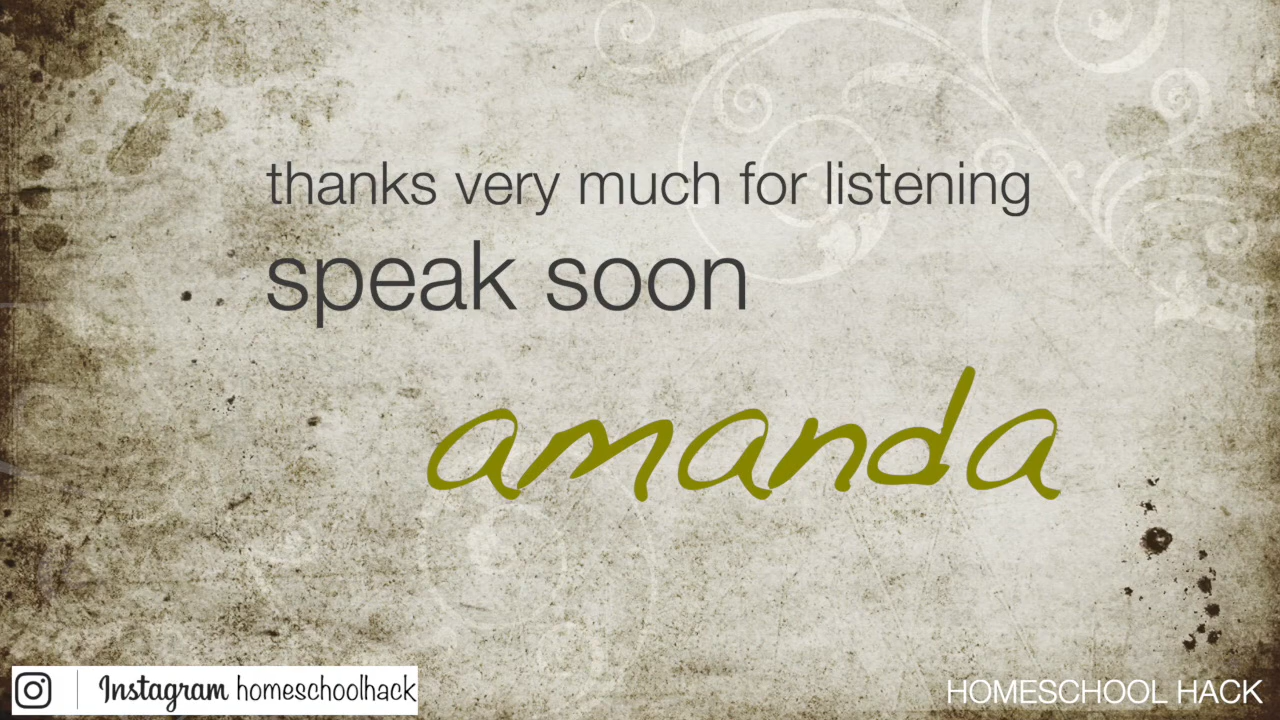 thanks very much for listening
speak soon
amanda
Instagram homeschoolhack
HOMESCHOOL HACK